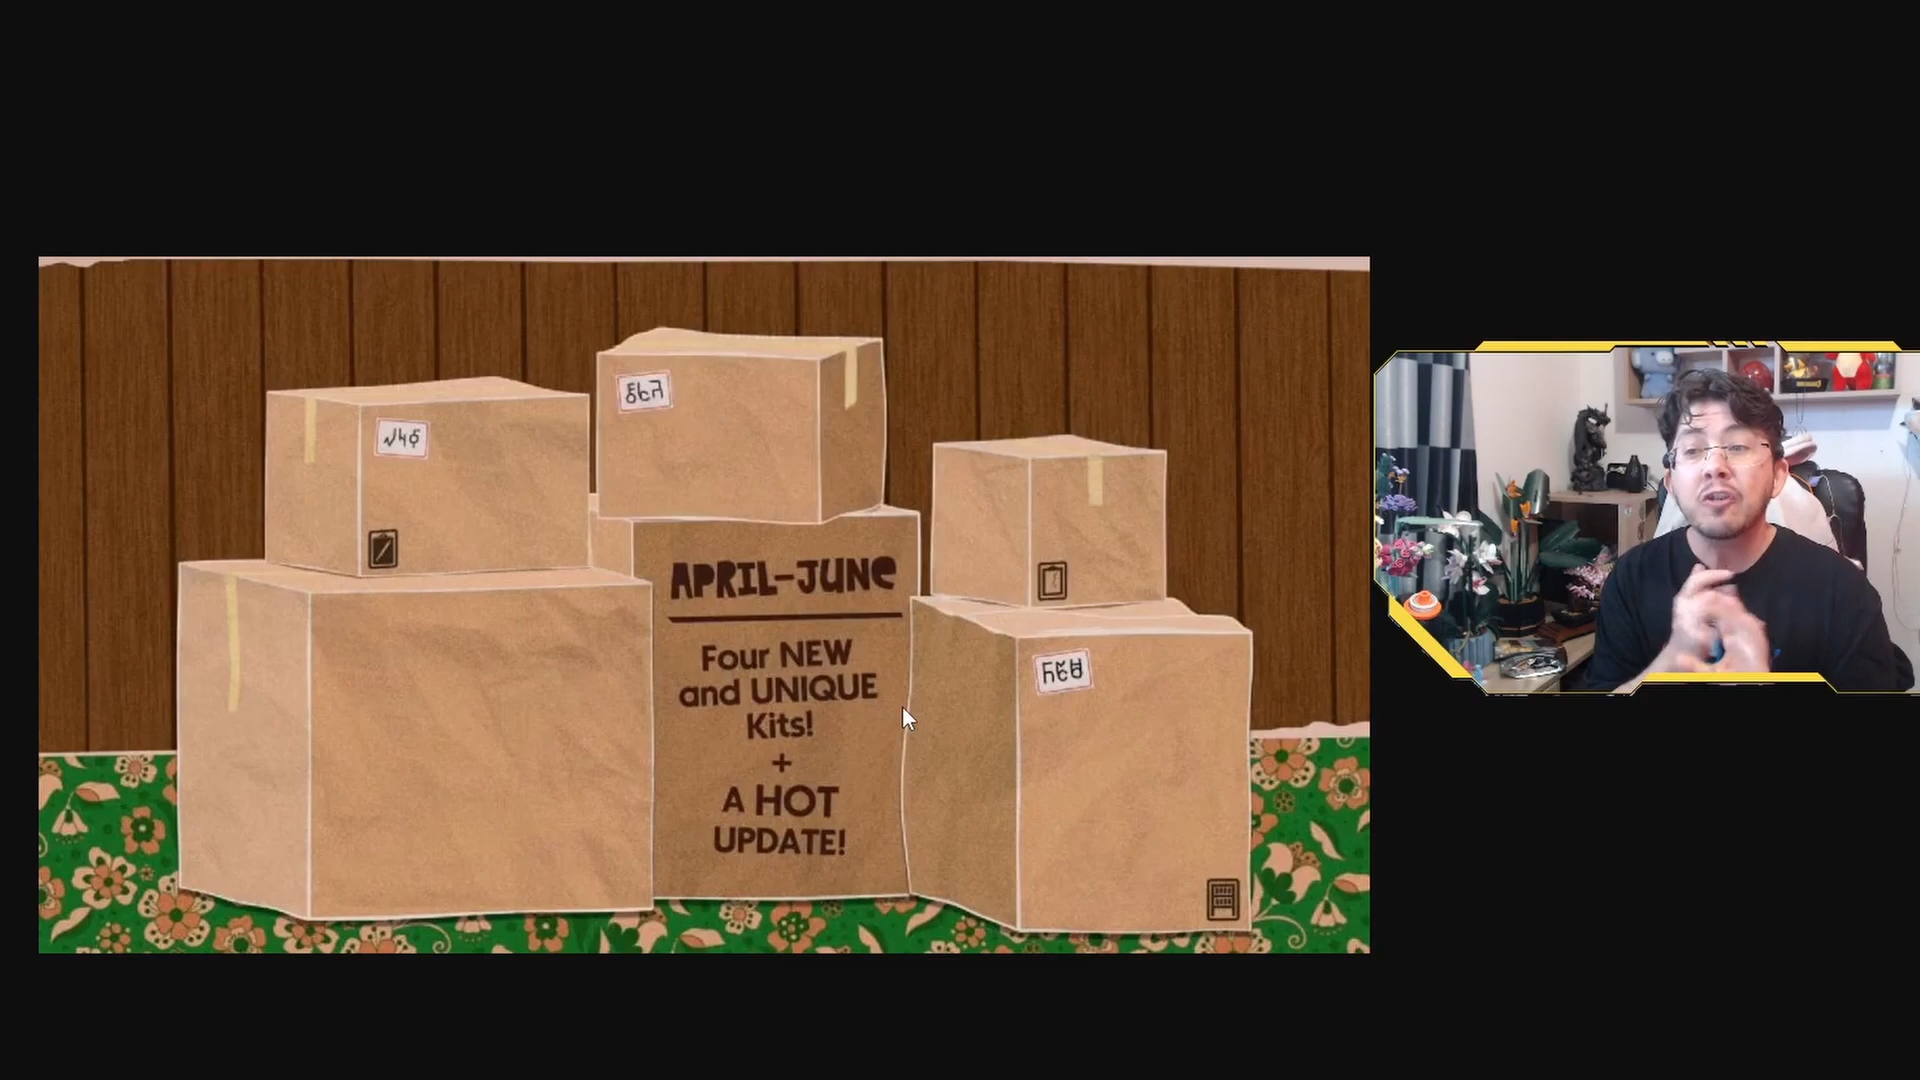 APRIL-JUNE
Four NEW
and UNIQUE
Kits!
+
A HOT
UPDATE!